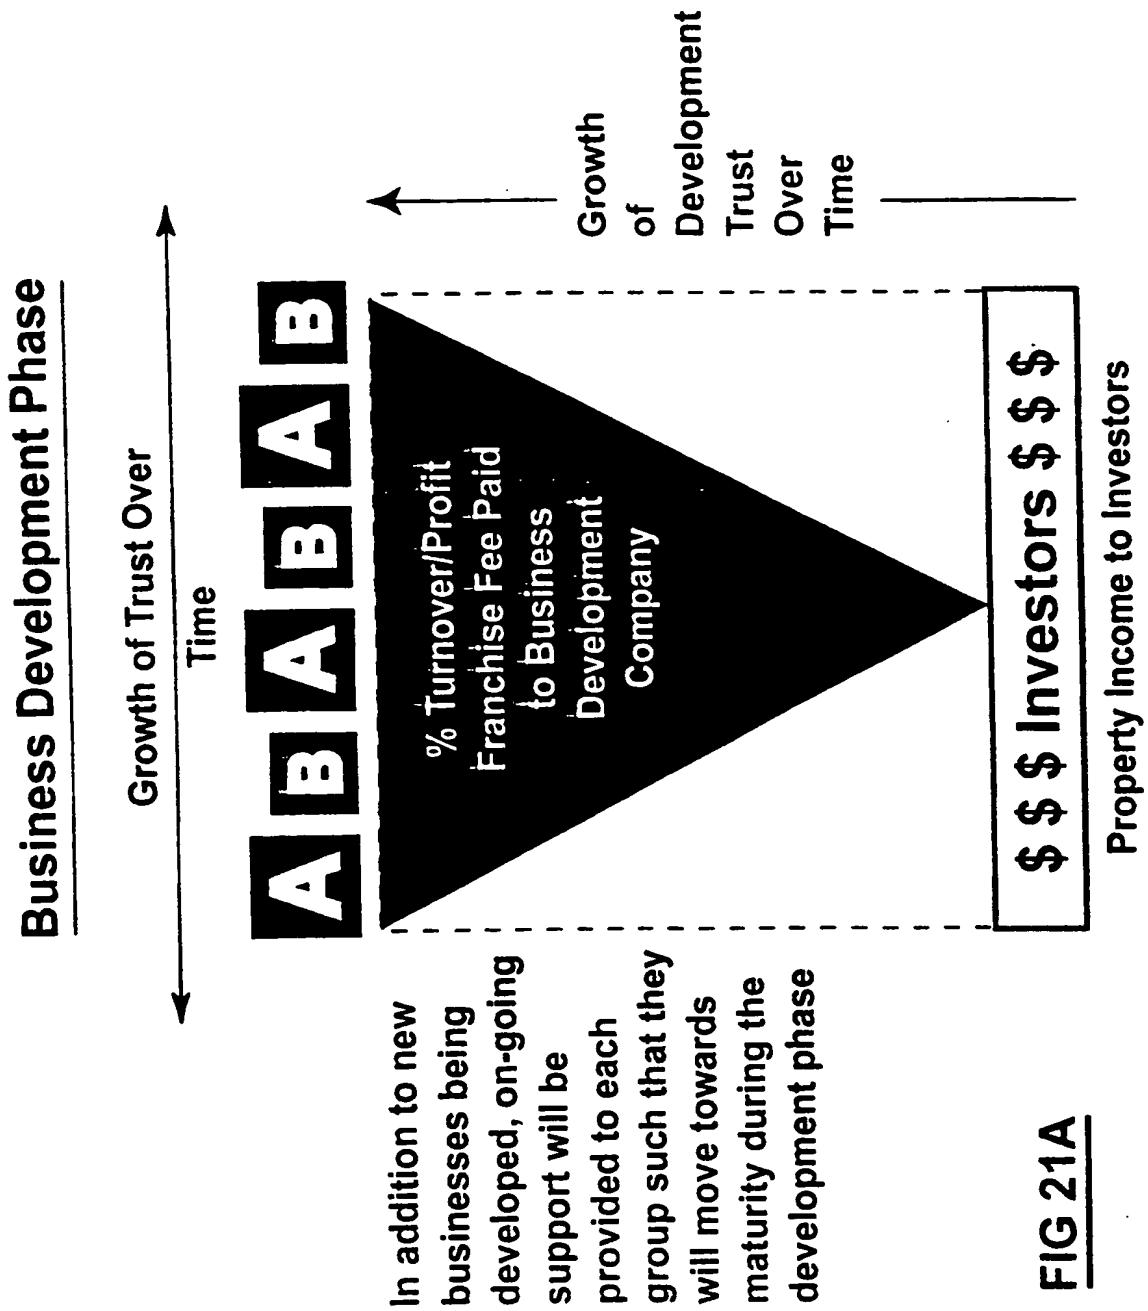 Business Development Phase
Growth of Trust Over
Time
A B A B A B
In addition to new
businesses being
developed, on-going
support will be
provided to each
group such that they
will move towards
maturity during the
development phase
% Turnover/Profit
Franchise Fee Paid
to Business
Development
Company
Growth
of
Development
Trust
Over
Time
$ $ $ Investors $ $ $
Property Income to Investors
FIG 21A